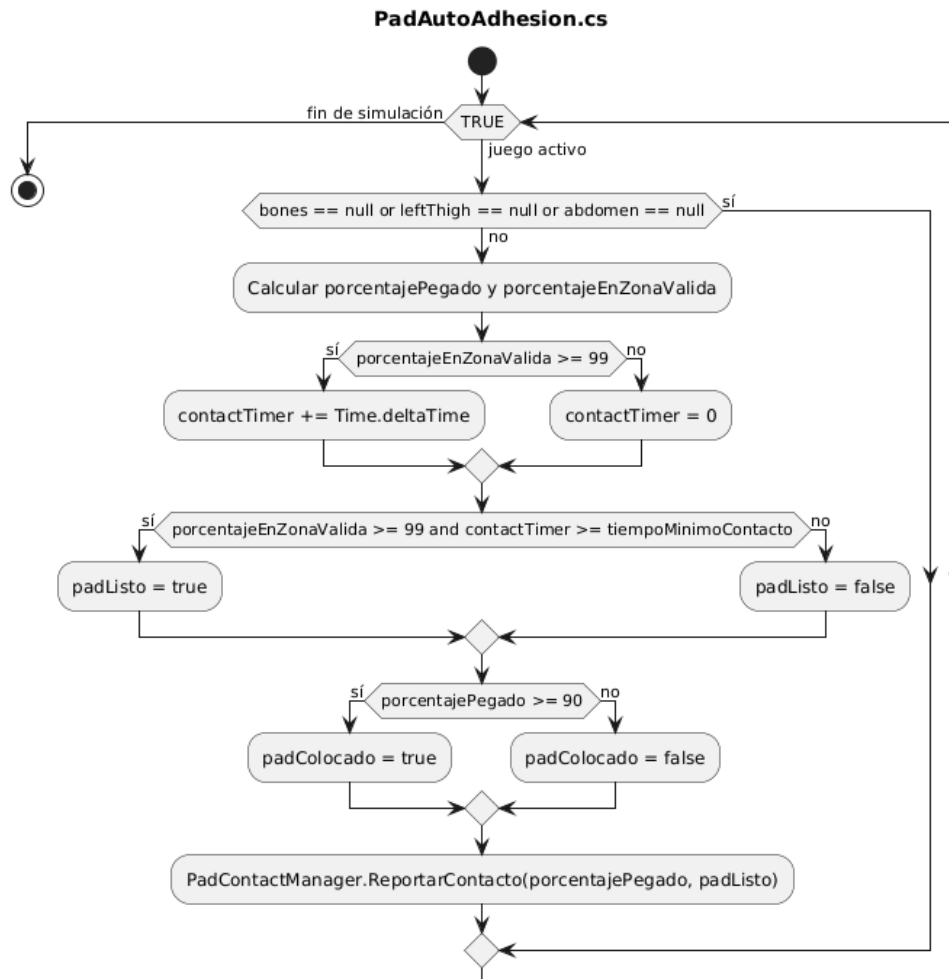 PadAutoAdhesion.cs
fin de simulación
TRUE
juego activo
bones == null or leftThigh == null or abdomen == null
sí
no
Calcular porcentajePegado y porcentajeEnZonaValida
sí
porcentajeEnZonaValida >= 99
no
contactTimer += Time.deltaTime
contactTimer = 0
sí
porcentajeEnZonaValida >= 99 and contactTimer >= tiempoMinimoContacto
no
padListo = true
padListo = false
sí
porcentajePegado >= 90
no
padColocado = true
padColocado = false
PadContactManager.ReportarContacto(porcentajePegado, padListo)